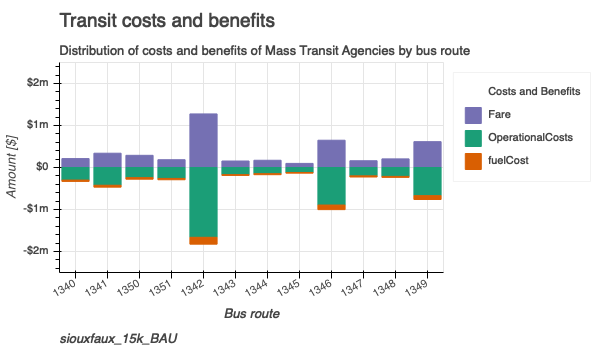 Transit costs and benefits
Distribution of costs and benefits of Mass Transit Agencies by bus route
$2m
$1m
$0
-$1m
-$2m
Amount [$]
Costs and Benefits
Fare
OperationalCosts
fuelCost
1340 1341 1350 1351 1342 1343 1344 1345 1346 1347 1348 1349
Bus route
siouxfaux_15k_BAU